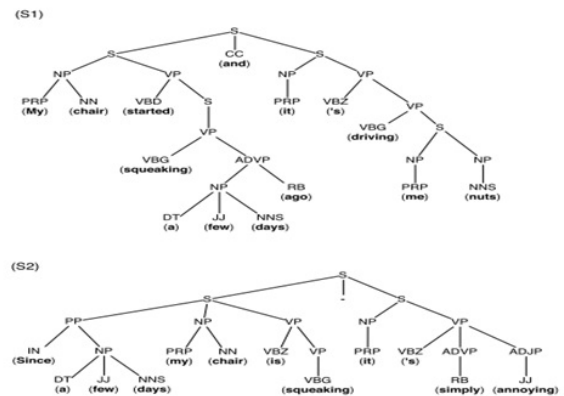 (S1)
S
S CC S
(and)
NP VP NP VP
PRP NN VBD S PRP VBZ VP
(My) (chair) (started) (it) ('s)
VP VBG S
(driving)
VBG ADVP NP NP
(squeaking)
NP RB PRP NNS
(ago) (me) (nuts)
DT JJ NNS
(a) (few) (days)
(S2)
S
S - S
PP NP VP NP VP
IN NP PRP NN VBZ VP PRP VBZ ADVP ADJP
(Since) (my) (chair) (is) (it) ('s)
DT JJ NNS VBG RB JJ
(a) (few) (days) (squeaking) (simply) (annoying)